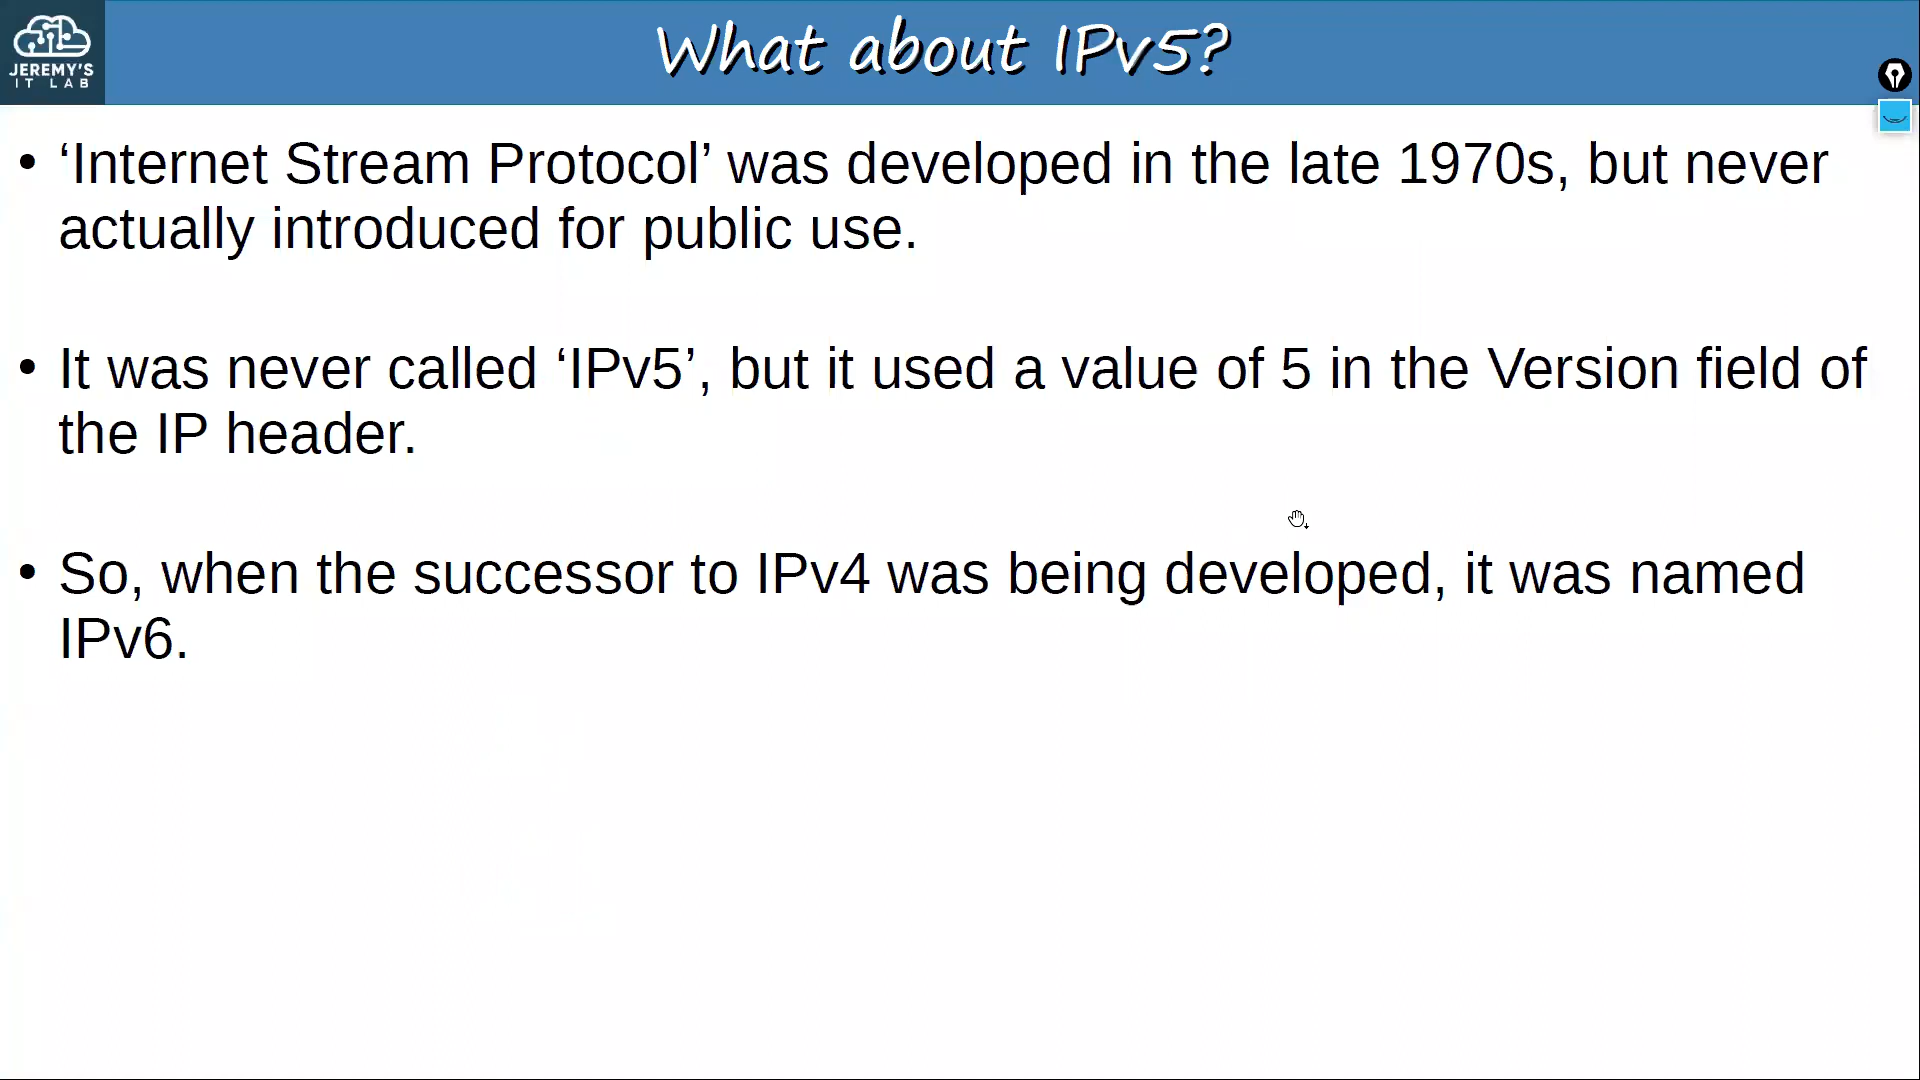 JEREMY'S
IT LAB
What about IPv5?
• ‘Internet Stream Protocol’ was developed in the late 1970s, but never
actually introduced for public use.
• It was never called ‘IPv5’, but it used a value of 5 in the Version field of
the IP header.
• So, when the successor to IPv4 was being developed, it was named
IPv6.